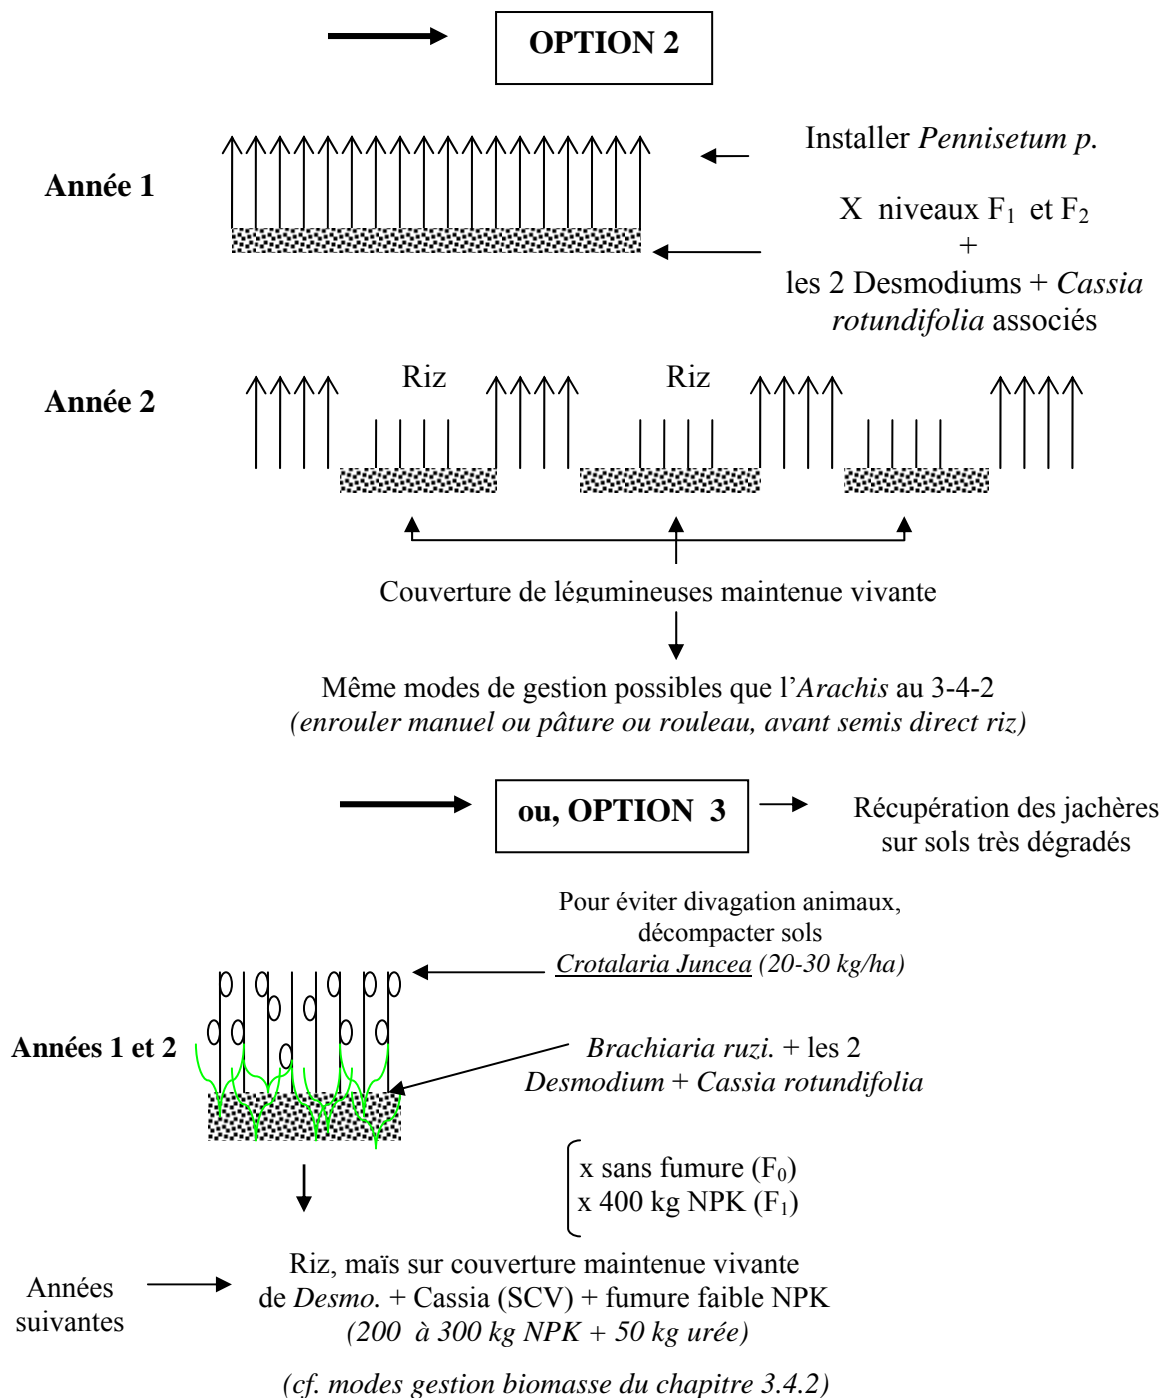 OPTION 2
Installer Pennisetum p.
Année 1
X niveaux F₁ et F₂
+
les 2 Desmodiums + Cassia
rotundifolia associés
Année 2
Riz
Riz
Couverture de légumineuses maintenue vivante
Même modes de gestion possibles que l'Arachis au 3-4-2
(enrouler manuel ou pâture ou rouleau, avant semis direct riz)
ou, OPTION 3
Récupération des jachères
sur sols très dégradés
Pour éviter divagation animaux,
décompacter sols
Crotalaria Juncea (20-30 kg/ha)
Années 1 et 2
Brachiaria ruzi. + les 2
Desmodium + Cassia rotundifolia
x sans fumure (F₀)
x 400 kg NPK (F₁)
Années
suivantes
Riz, maïs sur couverture maintenue vivante
de Desmo. + Cassia (SCV) + fumure faible NPK
(200 à 300 kg NPK + 50 kg urée)
(cf. modes gestion biomasse du chapitre 3.4.2)